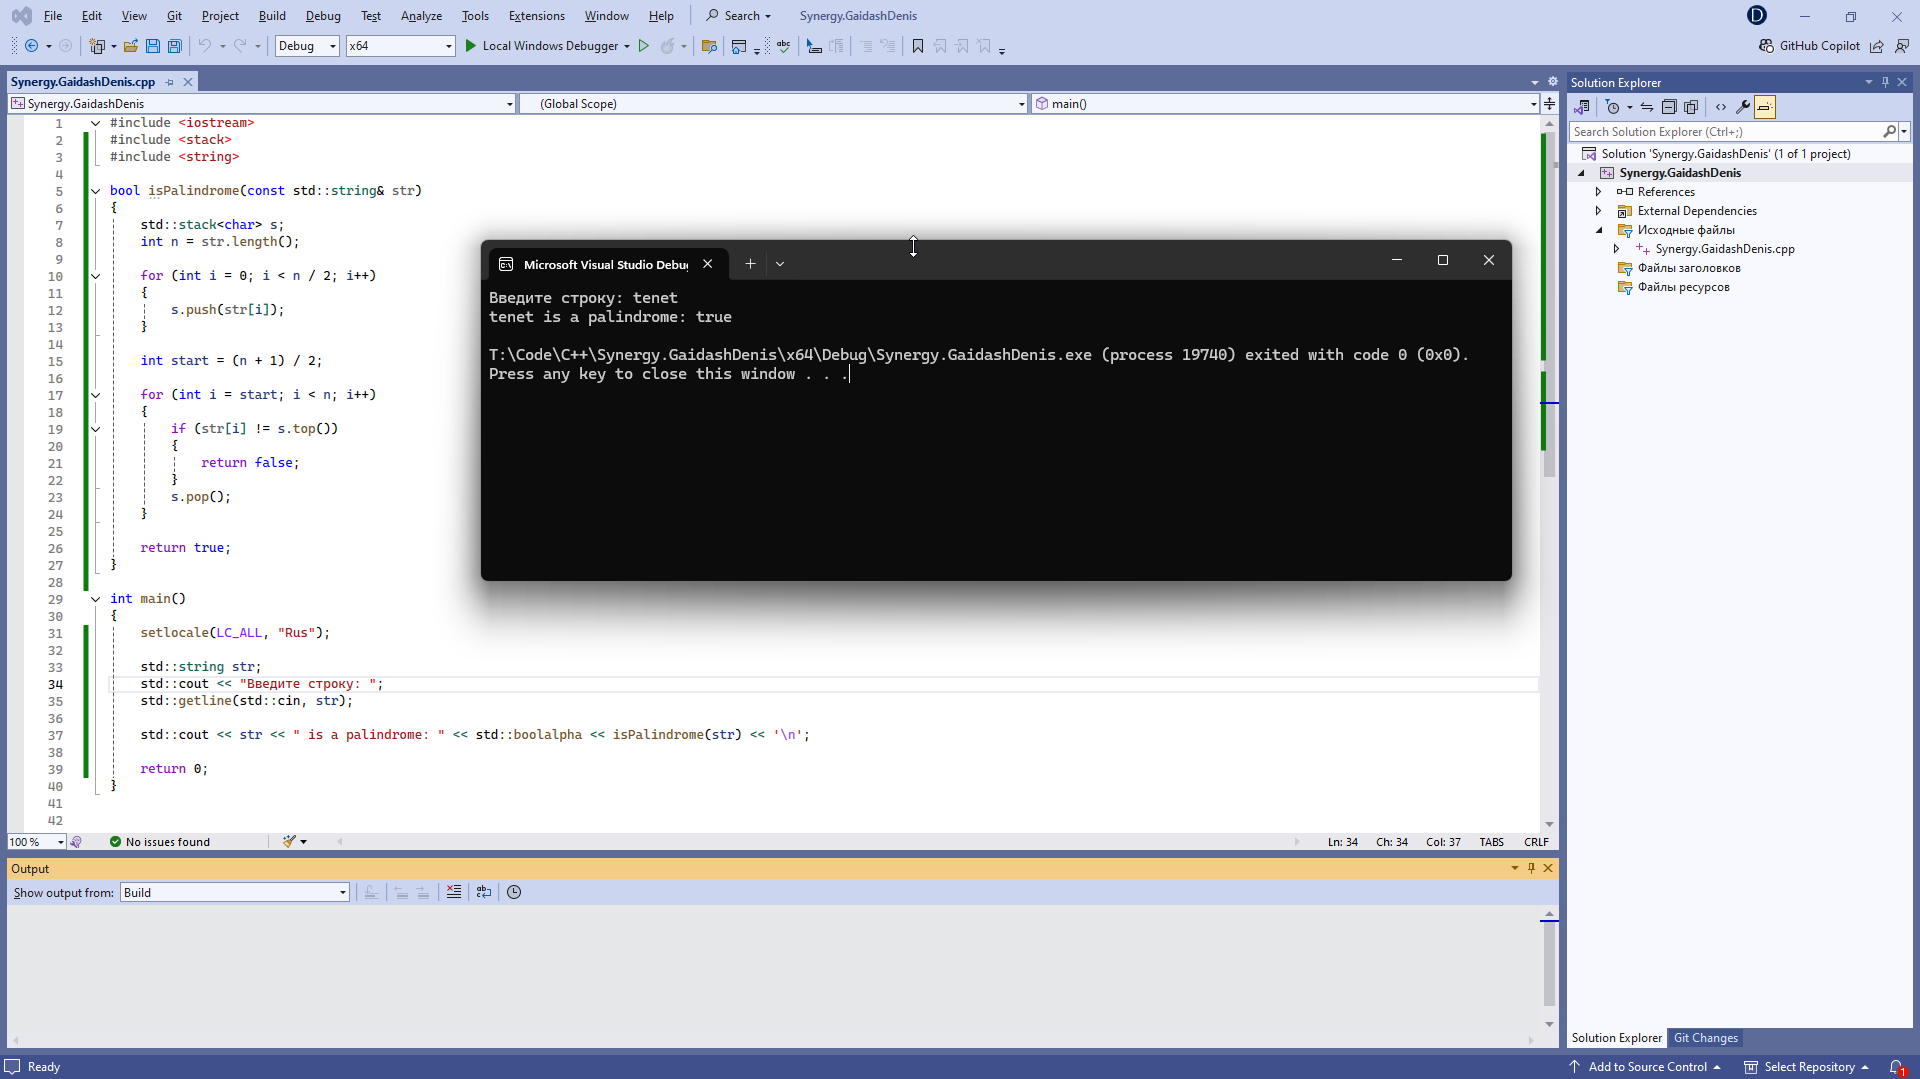 File Edit View Git Project Build Debug Test Analyze Tools Extensions Window Help Search Synergy.GaidashDenis D
Debug x64 Local Windows Debugger GitHub Copilot
Synergy.GaidashDenis.cpp
Synergy.GaidashDenis (Global Scope) main()
1 #include <iostream>
2 #include <stack>
3 #include <string>
4
5 bool isPalindrome(const std::string& str)
6 {
7 std::stack<char> s;
8 int n = str.length();
9
10 for (int i = 0; i < n / 2; i++)
11 {
12 s.push(str[i]);
13 }
14
15 int start = (n + 1) / 2;
16
17 for (int i = start; i < n; i++)
18 {
19 if (str[i] != s.top())
20 {
21 return false;
22 }
23 s.pop();
24 }
25
26 return true;
27 }
28
29 int main()
30 {
31 setlocale(LC_ALL, "Rus");
32
33 std::string str;
34 std::cout << "Введите строку: ";
35 std::getline(std::cin, str);
36
37 std::cout << str << " is a palindrome: " << std::boolalpha << isPalindrome(str) << '\n';
38
39 return 0;
40 }
41
42
Microsoft Visual Studio Debug
Введите строку: tenet
tenet is a palindrome: true
T:\Code\C++\Synergy.GaidashDenis\x64\Debug\Synergy.GaidashDenis.exe (process 19740) exited with code 0 (0x0).
Press any key to close this window . . .
100 % No issues found Ln: 34 Ch: 34 Col: 37 TABS CRLF
Output
Show output from: Build
Solution Explorer
Search Solution Explorer (Ctrl+;)
Solution 'Synergy.GaidashDenis' (1 of 1 project)
Synergy.GaidashDenis
References
External Dependencies
Исходные файлы
Synergy.GaidashDenis.cpp
Файлы заголовков
Файлы ресурсов
Solution Explorer Git Changes
Ready Add to Source Control Select Repository 1